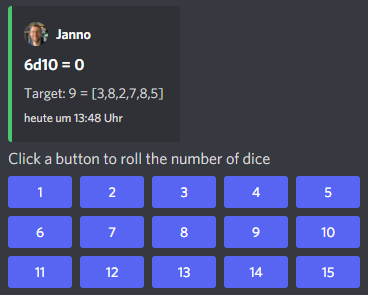 Janno
6d10 = 0
Target: 9 = [3,8,2,7,8,5]
heute um 13:48 Uhr
Click a button to roll the number of dice
1 2 3 4 5
6 7 8 9 10
11 12 13 14 15